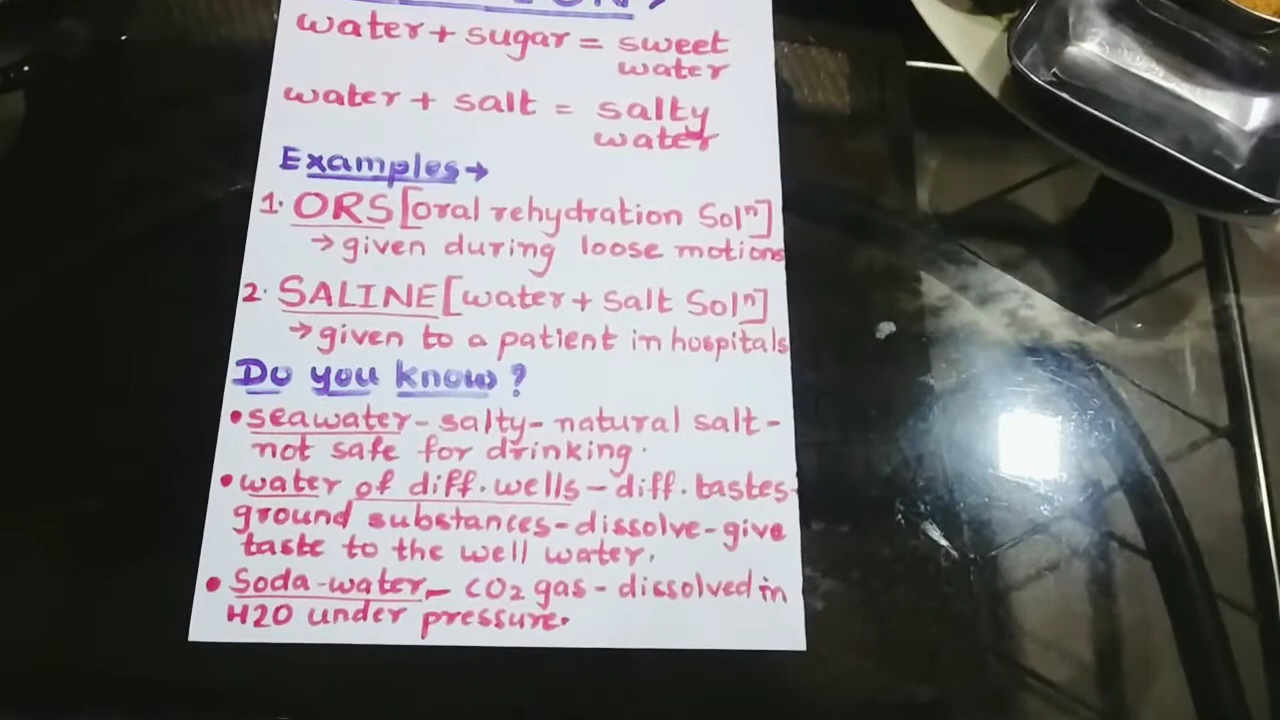 water + sugar = sweet
water
water + salt = salty
water
Examples →
1. ORS [oral rehydration Solⁿ]
→ given during loose motions
2. SALINE [water + Salt Solⁿ]
→ given to a patient in hospitals
Do you know?
• seawater - salty - natural salt -
not safe for drinking.
• water of diff. wells - diff. tastes -
ground substances - dissolve - give
taste to the well water.
• Soda-water - CO2 gas - dissolved in
H2O under pressure.